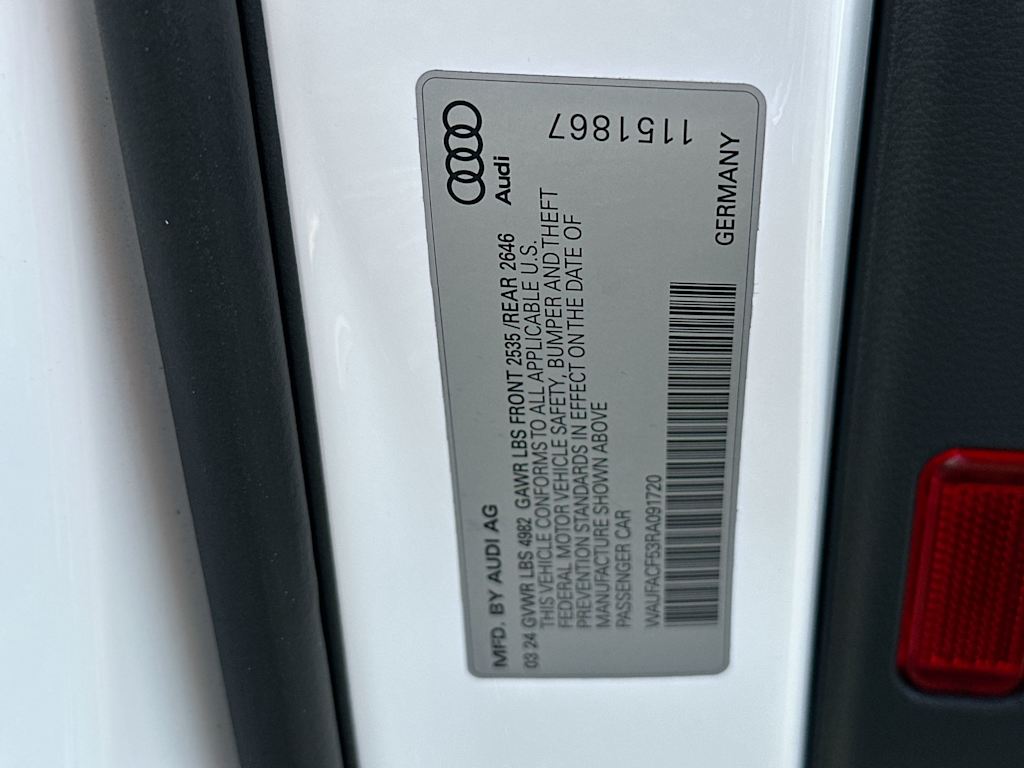 MFD. BY AUDI AG
Audi
03 24 GVWR LBS 4982 GAWR LBS FRONT 2535 /REAR 2646
THIS VEHICLE CONFORMS TO ALL APPLICABLE U.S.
FEDERAL MOTOR VEHICLE SAFETY, BUMPER AND THEFT
PREVENTION STANDARDS IN EFFECT ON THE DATE OF
MANUFACTURE SHOWN ABOVE
PASSENGER CAR
WAUFACF53RA091720
1151867
GERMANY